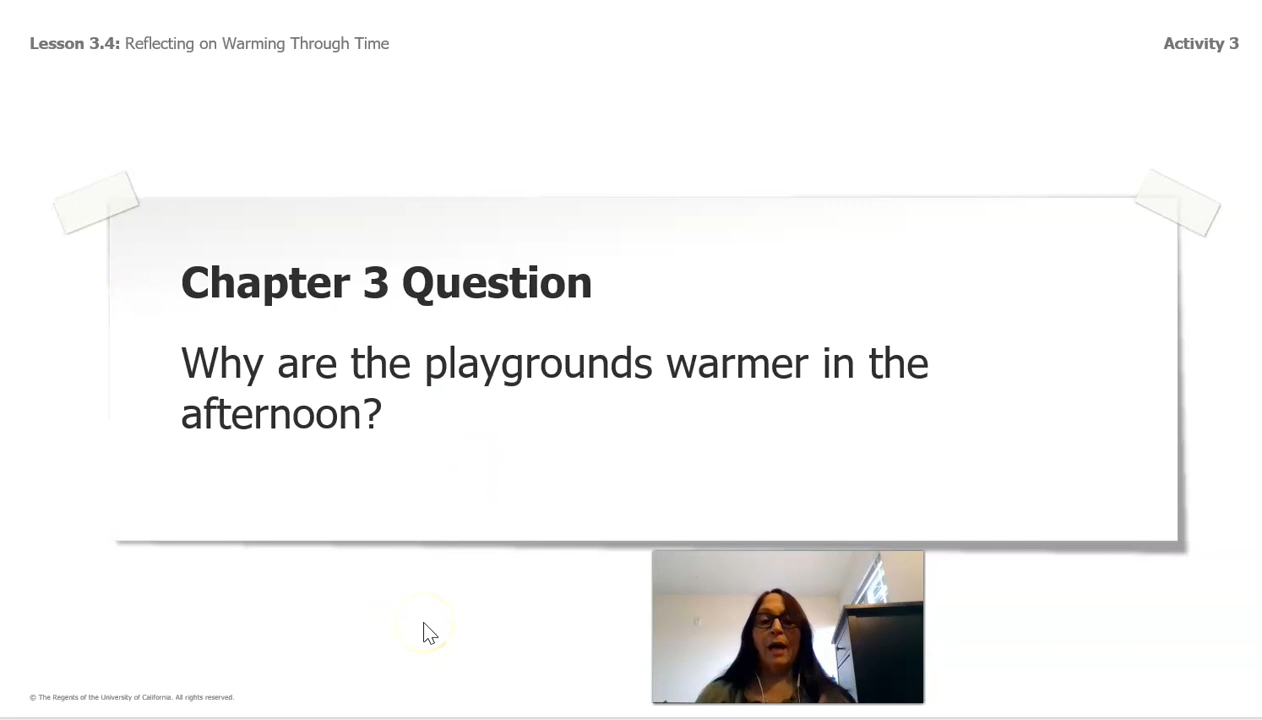 Lesson 3.4: Reflecting on Warming Through Time
Activity 3
Chapter 3 Question
Why are the playgrounds warmer in the
afternoon?
© The Regents of the University of California. All rights reserved.